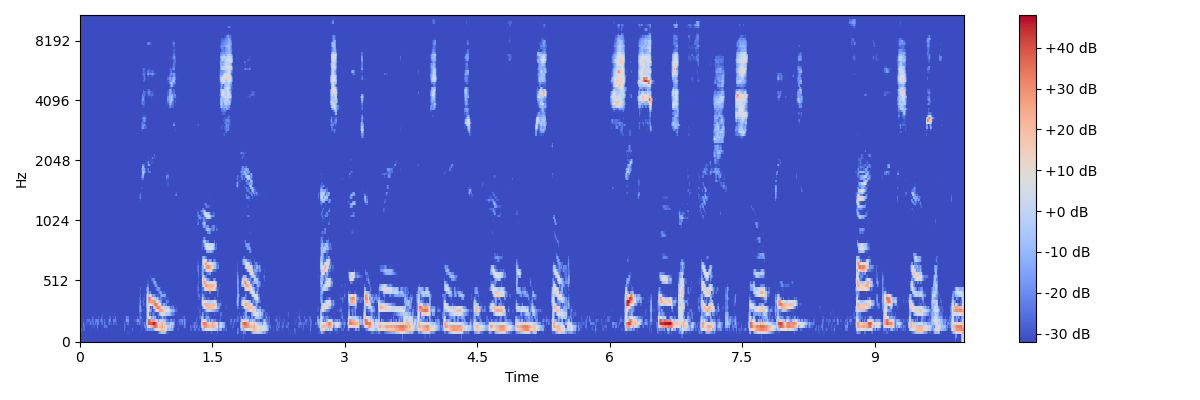 8192
4096
2048
1024
512
0
Hz
0 1.5 3 4.5 6 7.5 9
Time
+40 dB
+30 dB
+20 dB
+10 dB
+0 dB
-10 dB
-20 dB
-30 dB